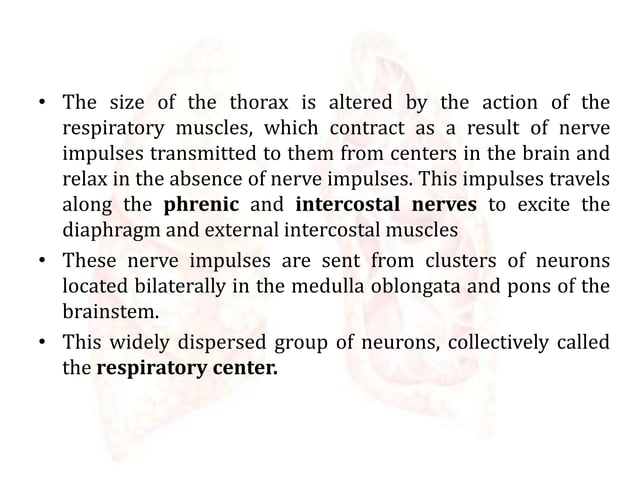 • The size of the thorax is altered by the action of the
respiratory muscles, which contract as a result of nerve
impulses transmitted to them from centers in the brain and
relax in the absence of nerve impulses. This impulses travels
along the phrenic and intercostal nerves to excite the
diaphragm and external intercostal muscles
• These nerve impulses are sent from clusters of neurons
located bilaterally in the medulla oblongata and pons of the
brainstem.
• This widely dispersed group of neurons, collectively called
the respiratory center.